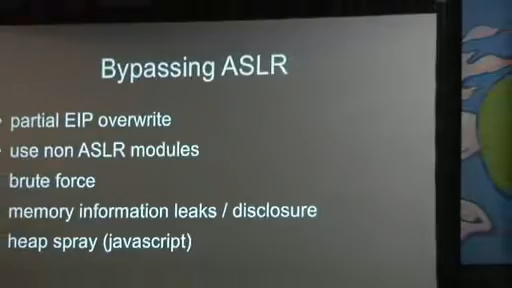 Bypassing ASLR
partial EIP overwrite
use non ASLR modules
brute force
memory information leaks / disclosure
heap spray (javascript)